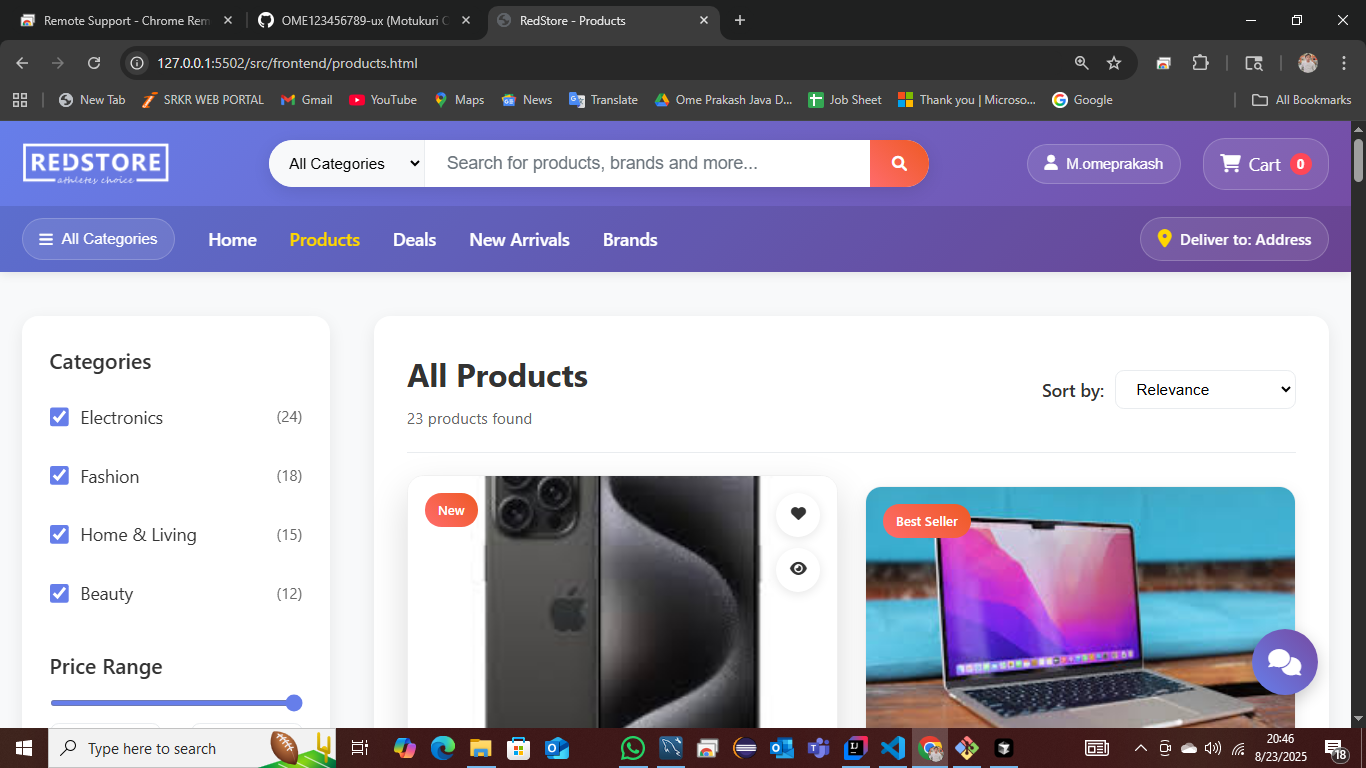 Remote Support - Chrome Rem
OME123456789-ux (Motukuri
RedStore - Products
127.0.0.1:5502/src/frontend/products.html
New Tab
SRKR WEB PORTAL
Gmail
YouTube
Maps
News
Translate
Ome Prakash Java D...
Job Sheet
Thank you | Microso...
Google
All Bookmarks
REDSTORE
athletes choice
All Categories
Search for products, brands and more...
M.omeprakash
Cart 0
All Categories
Home
Products
Deals
New Arrivals
Brands
Deliver to: Address
Categories
Electronics (24)
Fashion (18)
Home & Living (15)
Beauty (12)
Price Range
All Products
23 products found
Sort by: Relevance
New
Best Seller
Type here to search
20:46
8/23/2025
18